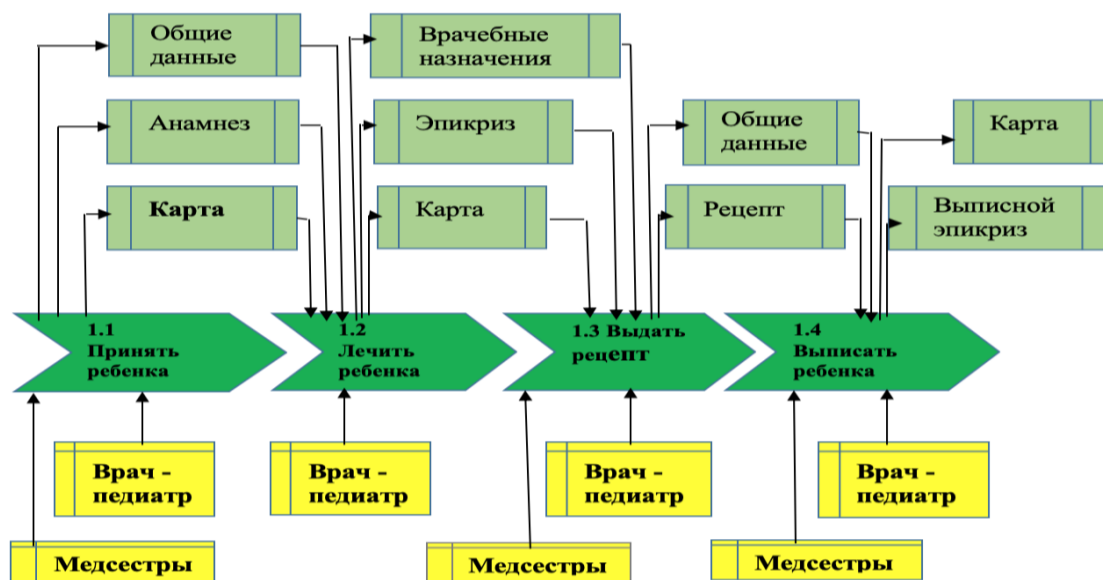 Общие
данные
Врачебные
назначения
Анамнез
Эпикриз
Общие
данные
Карта
Карта
Карта
Рецепт
Выписной
эпикриз
1.1
Принять
ребенка
1.2
Лечить
ребенка
1.3 Выдать
рецепт
1.4
Выписать
ребенка
Врач -
педиатр
Врач -
педиатр
Врач -
педиатр
Врач -
педиатр
Медсестры
Медсестры
Медсестры